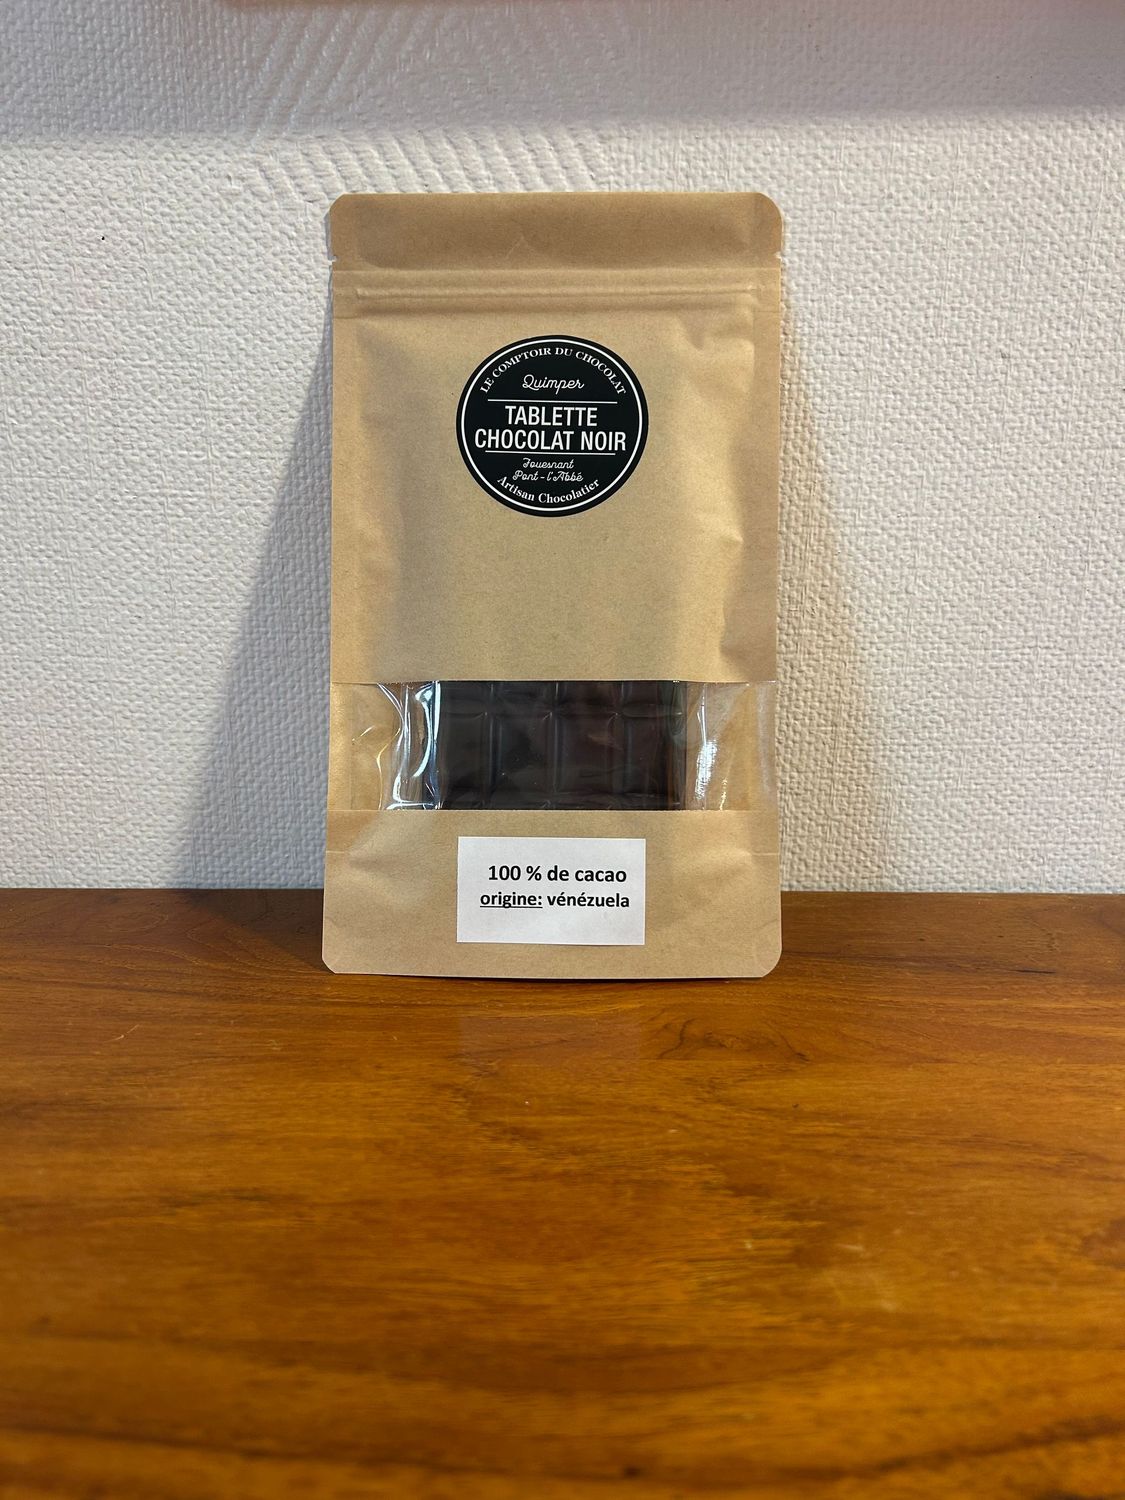 LE COMPTOIR DU CHOCOLAT
Quimper
TABLETTE
CHOCOLAT NOIR
Fouesnant
Pont - l'Abbé
Artisan Chocolatier
100 % de cacao
origine: vénézuela